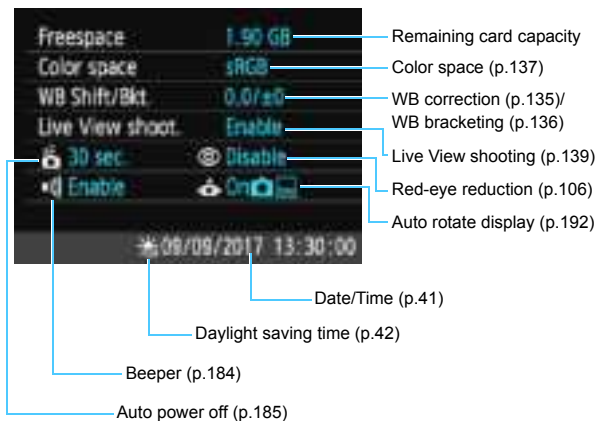 Freespace 1.90 GB
Remaining card capacity
Color space sRGB
Color space (p.137)
WB Shift/Bkt. 0,0/±0
WB correction (p.135)/
WB bracketing (p.136)
Live View shoot. Enable
Live View shooting (p.139)
30 sec. Disable
Red-eye reduction (p.106)
Enable On
Auto rotate display (p.192)
09/09/2017 13:30:00
Date/Time (p.41)
Daylight saving time (p.42)
Beeper (p.184)
Auto power off (p.185)